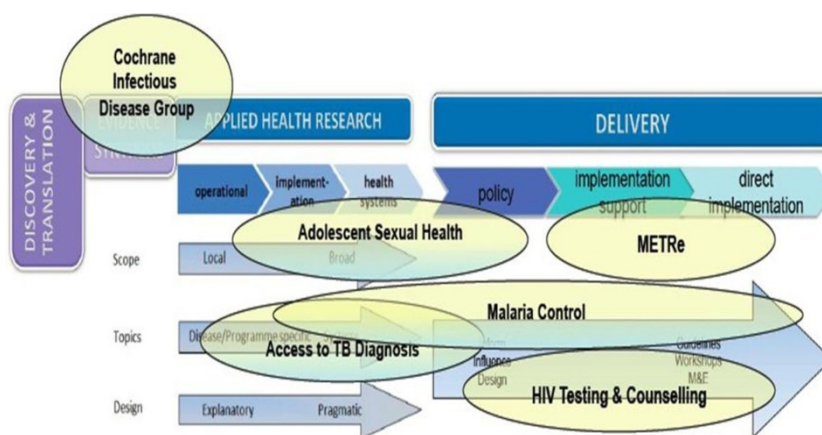 Cochrane
Infectious
Disease Group
DISCOVERY &
TRANSLATION
EVIDENCE
APPLIED HEALTH RESEARCH
DELIVERY
operational
implement-
ation
health
systems
policy
implementation
support
direct
implementation
Scope
Local
Broad
Adolescent Sexual Health
METRe
Malaria Control
Topics
Disease/Programme specific
Access to TB Diagnosis
Influence
Design
Guidelines
Workshops
M&E
HIV Testing & Counselling
Design
Explanatory
Pragmatic